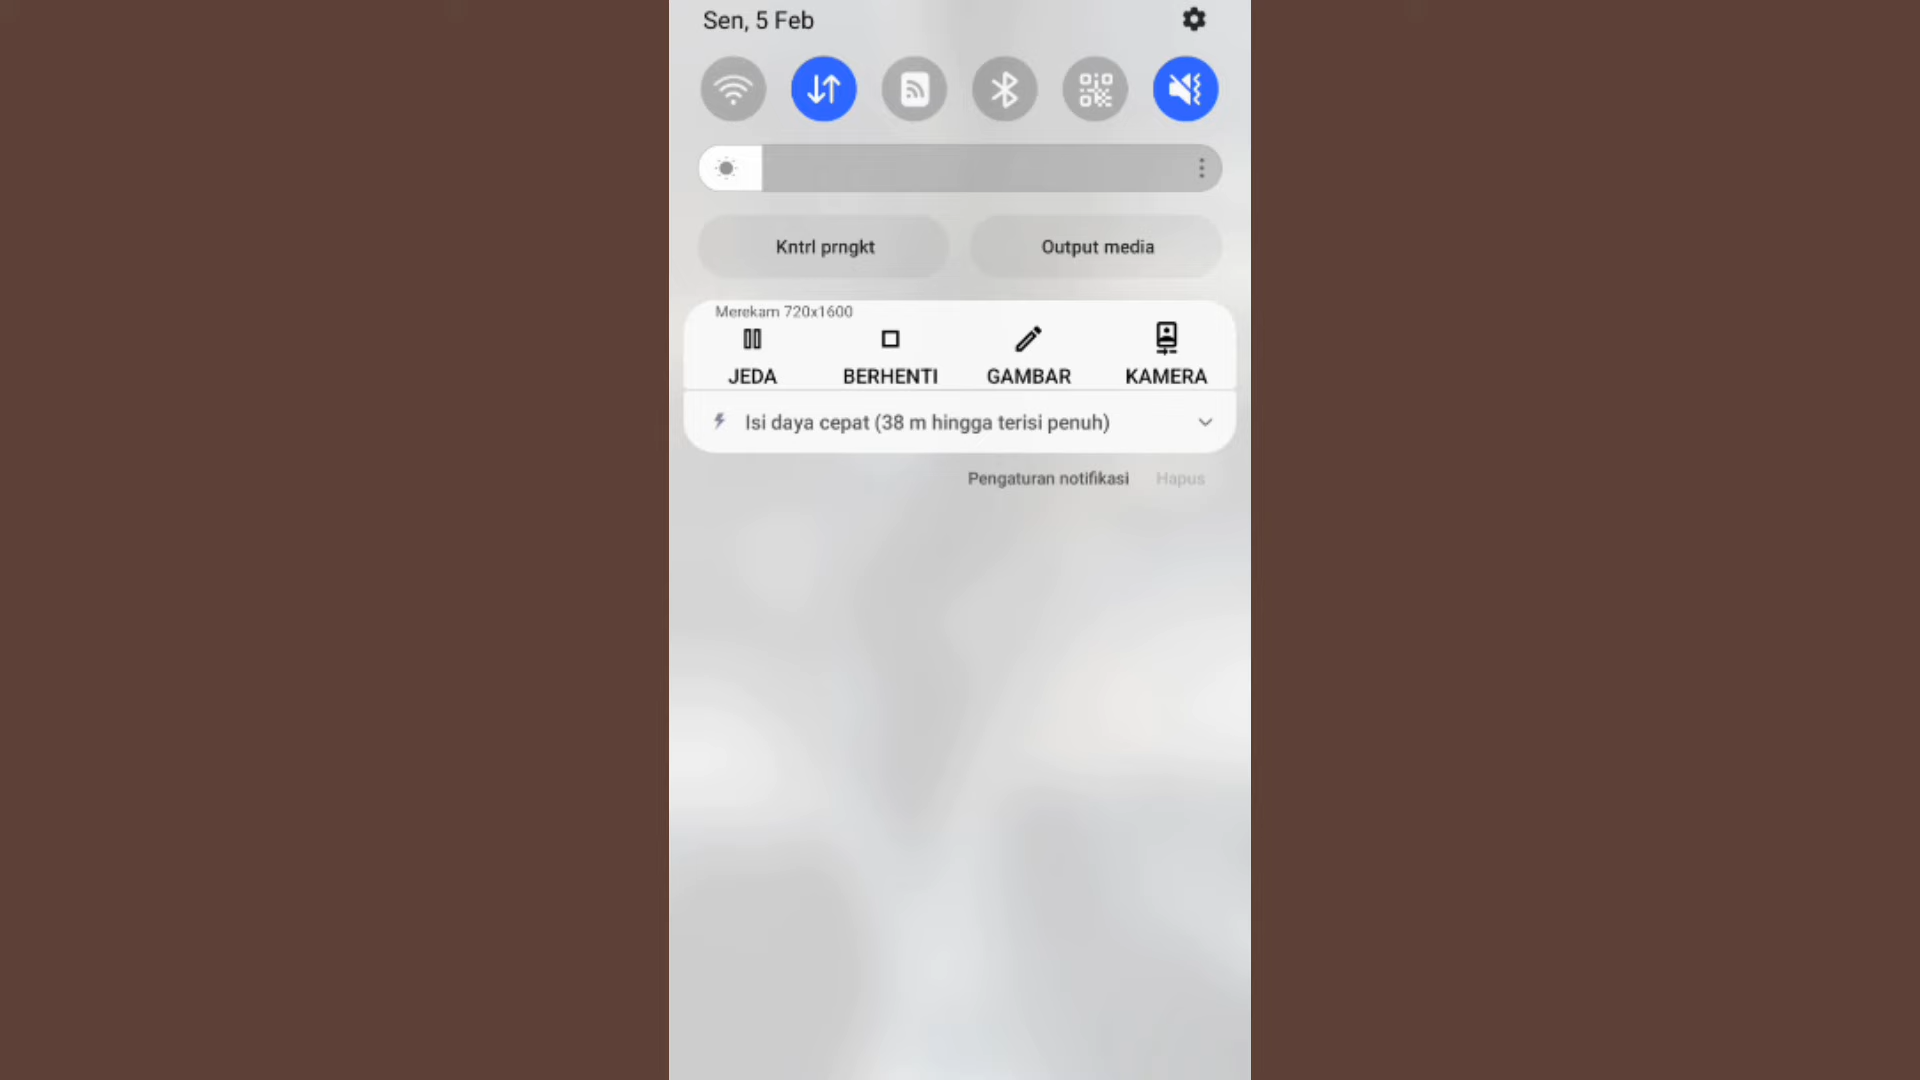 Sen, 5 Feb
Kntrl prngkt
Output media
Merekam 720x1600
JEDA
BERHENTI
GAMBAR
KAMERA
Isi daya cepat (38 m hingga terisi penuh)
Pengaturan notifikasi
Hapus